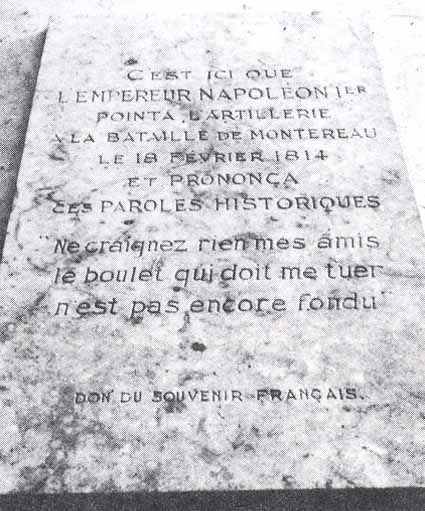 C'EST ICI QUE
L'EMPEREUR NAPOLÉON 1ER
POINTA L'ARTILLERIE
A LA BATAILLE DE MONTEREAU
LE 18 FÉVRIER 1814
ET PRONONÇA
CES PAROLES HISTORIQUES
"Ne craignez rien mes amis
le boulet qui doit me tuer
n'est pas encore fondu"
DON DU SOUVENIR FRANÇAIS.